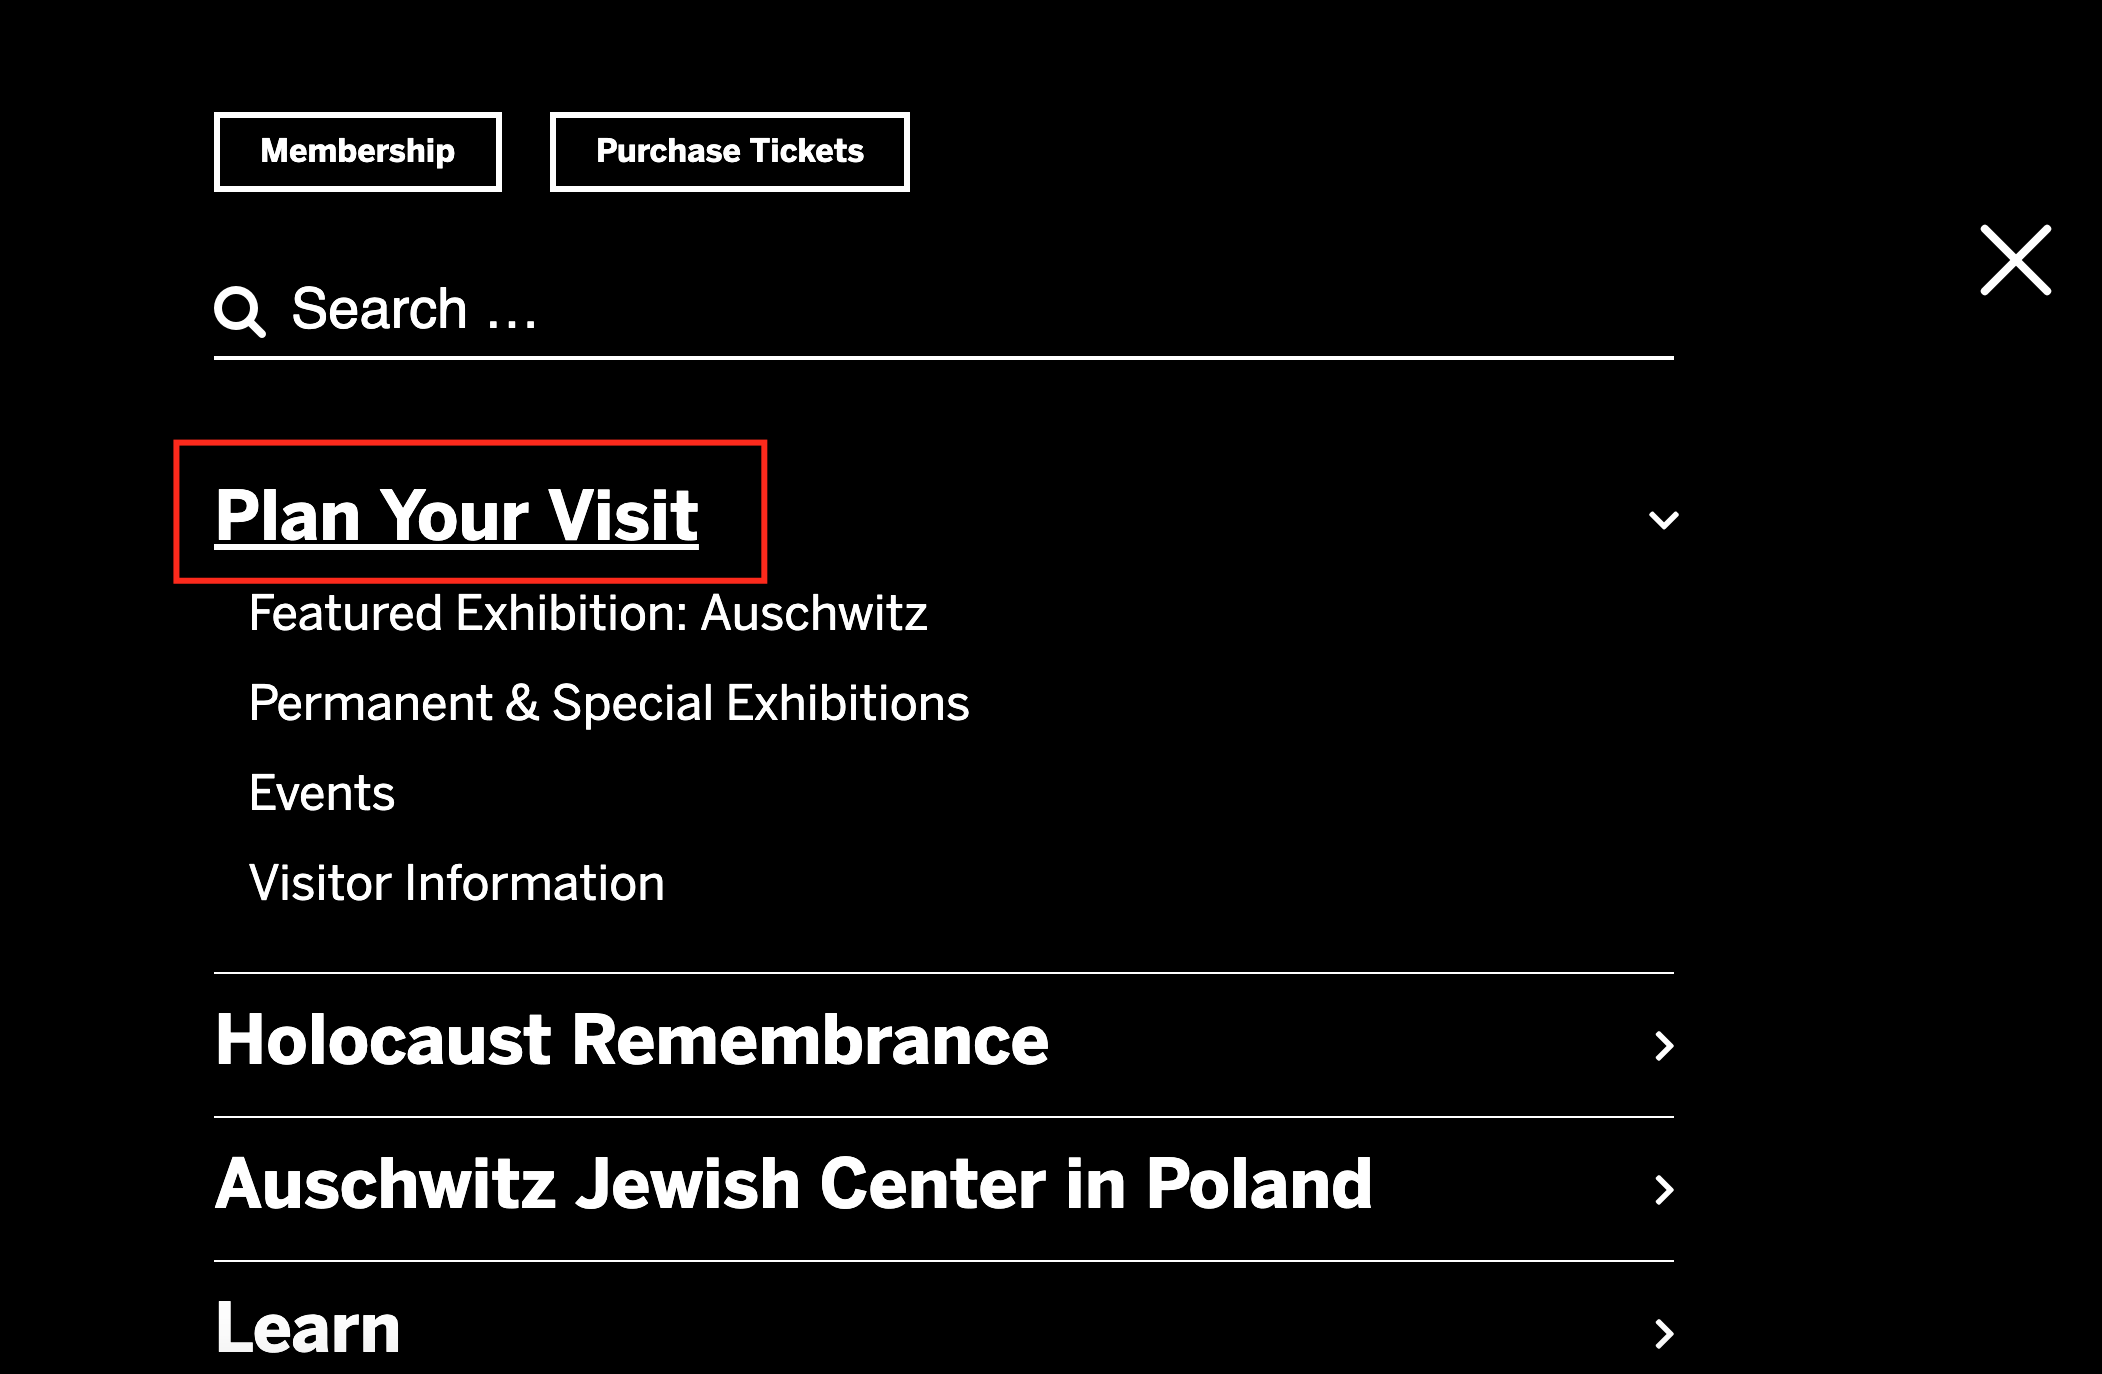 Membership
Purchase Tickets
Search ...
Plan Your Visit
Featured Exhibition: Auschwitz
Permanent & Special Exhibitions
Events
Visitor Information
Holocaust Remembrance
Auschwitz Jewish Center in Poland
Learn